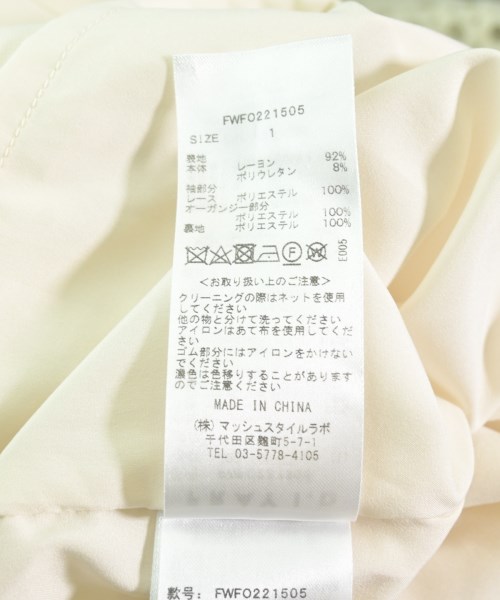 FWFO221505
SIZE 1
表地
本体 レーヨン 92%
ポリウレタン 8%
袖部分
レース ポリエステル 100%
オーガンジー部分
ポリエステル 100%
裏地 ポリエステル 100%
F W
E005
<お取り扱い上のご注意>
クリーニングの際はネットを使用
してください
他の物と分けて洗ってください
アイロンはあて布を使用してくださ
い
ゴム部分にはアイロンをかけない
でください
濃色は色移りすることがあります
のでご注意ください
MADE IN CHINA
(株) マッシュスタイルラボ
千代田区麹町5-7-1
TEL 03-5778-4105
款号: FWFO221505